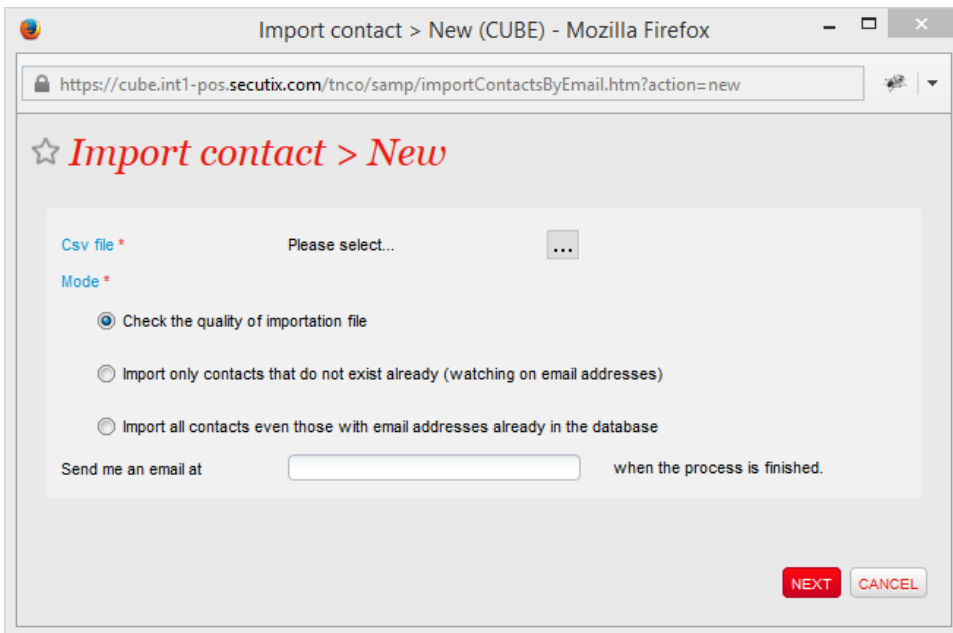 Import contact > New (CUBE) - Mozilla Firefox
https://cube.int1-pos.secutix.com/tnco/samp/importContactsByEmail.htm?action=new
Import contact > New
Csv file * Please select... ...
Mode *
Check the quality of importation file
Import only contacts that do not exist already (watching on email addresses)
Import all contacts even those with email addresses already in the database
Send me an email at when the process is finished.
NEXT CANCEL